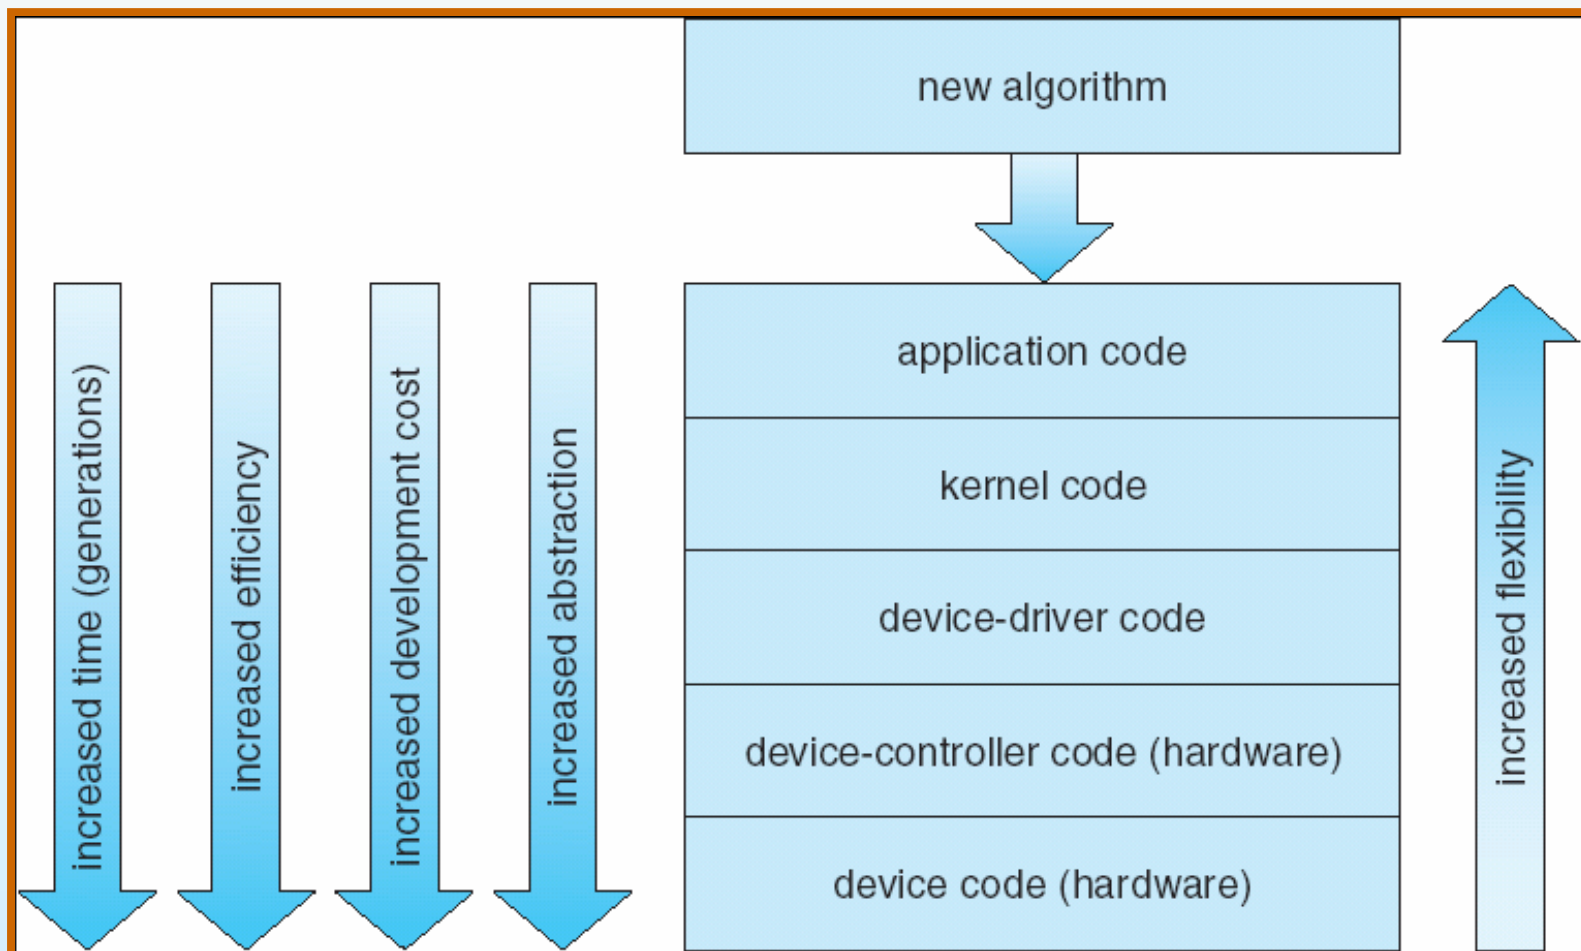 new algorithm
increased time (generations)
increased efficiency
increased development cost
increased abstraction
application code
kernel code
device-driver code
device-controller code (hardware)
device code (hardware)
increased flexibility